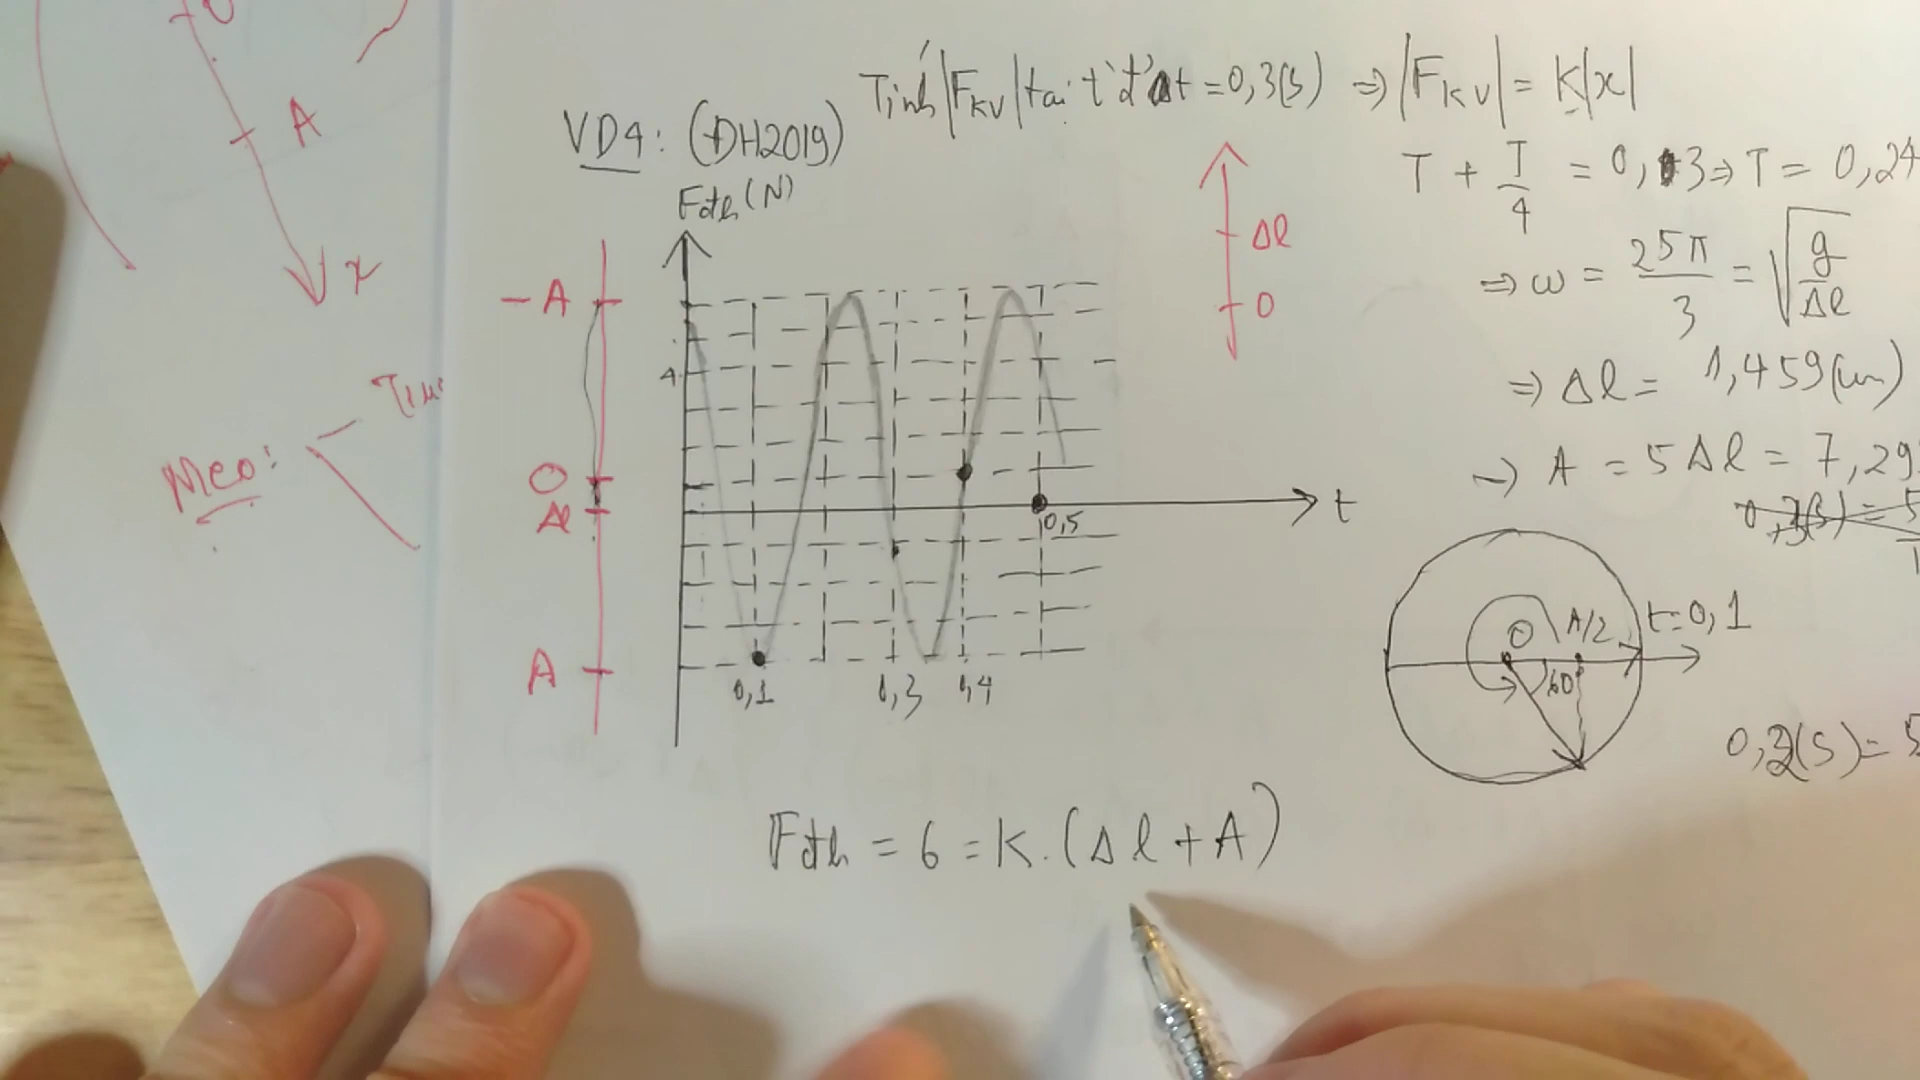 A
x
Mẹo:
Tính |Fkv| tại t'đ' t = 0,3(s) => |Fkv| = K|x|
VD4: (ĐH2019)
Fđh (N)
4
-A
O
Δl
A
0,1
0,3
0,4
0,5
t
Δl
O
T + T/4 = 0,3 => T = 0,24
=> ω = 25π/3 = √(g/Δl)
=> Δl = 1,459(cm)
-> A = 5Δl = 7,29
O
A/2
t=0,1
60°
0,2(s) = 5
Fđh = 6 = K.(Δl + A)